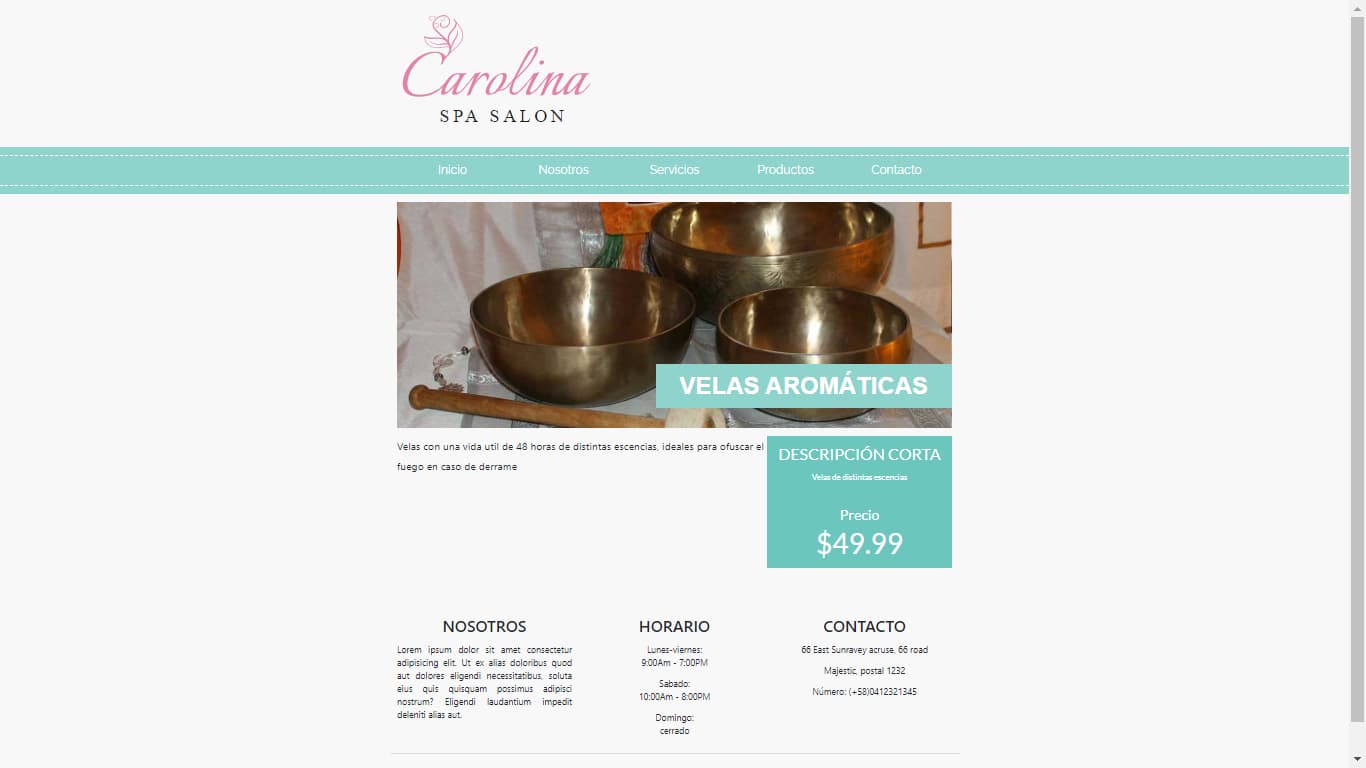 Carolina
SPA SALON
Inicio Nosotros Servicios Productos Contacto
VELAS AROMÁTICAS
Velas con una vida util de 48 horas de distintas escencias, ideales para ofuscar el
fuego en caso de derrame
DESCRIPCIÓN CORTA
Velas de distintas escencias
Precio
$49.99
NOSOTROS
Lorem ipsum dolor sit amet consectetur
adipisicing elit. Ut ex alias doloribus quod
aut dolores eligendi necessitatibus, soluta
eius quis quisquam possimus adipisci
nostrum? Eligendi laudantium impedit
deleniti alias aut.
HORARIO
Lunes-viernes:
9:00Am - 7:00PM
Sabado:
10:00Am - 8:00PM
Domingo:
cerrado
CONTACTO
66 East Sunravey acruse, 66 road
Majestic, postal 1232
Número: (+58)0412321345